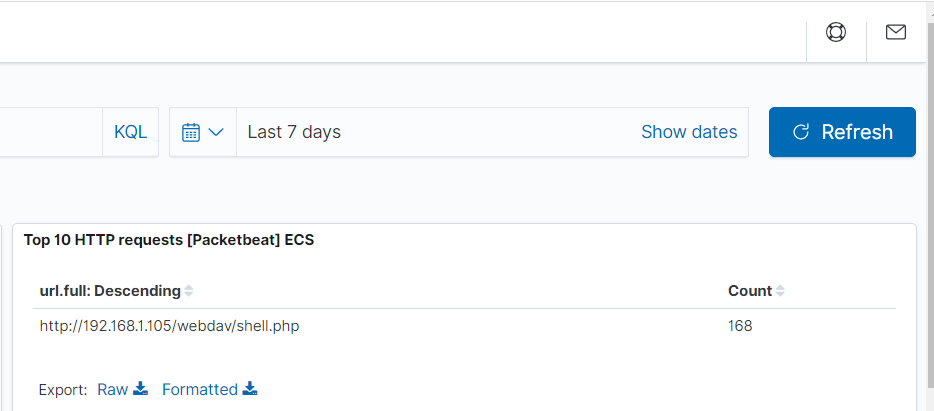 KQL Last 7 days Show dates Refresh
Top 10 HTTP requests [Packetbeat] ECS
url.full: Descending Count
http://192.168.1.105/webdav/shell.php 168
Export: Raw Formatted